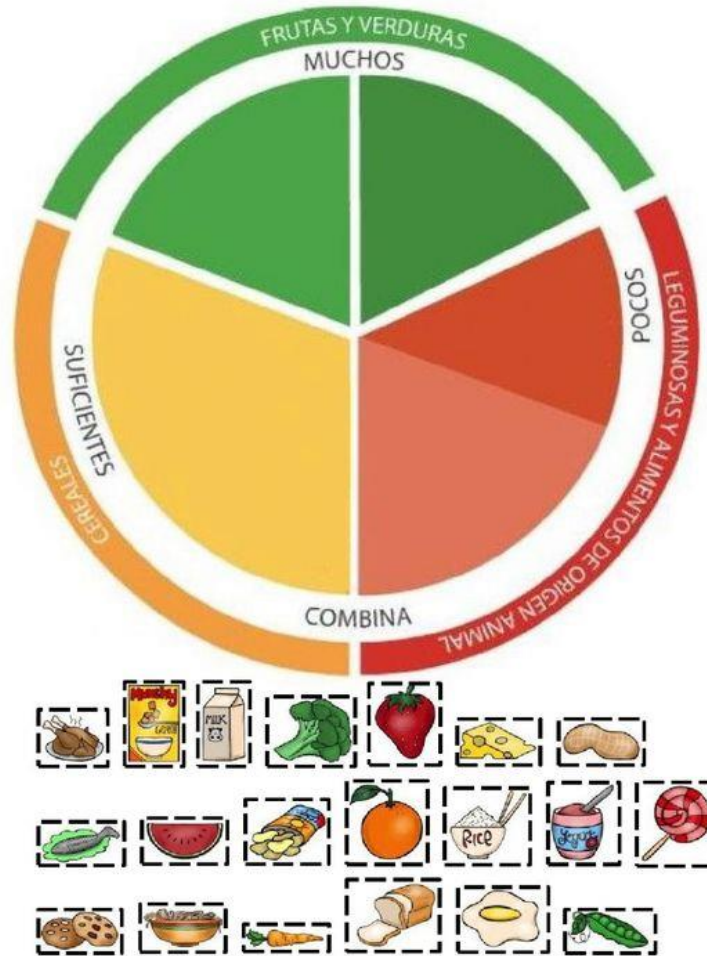 FRUTAS Y VERDURAS
MUCHOS
POCOS
LEGUMINOSAS Y ALIMENTOS DE ORIGEN ANIMAL
SUFICIENTES
CEREALES
COMBINA
MILK
RICE